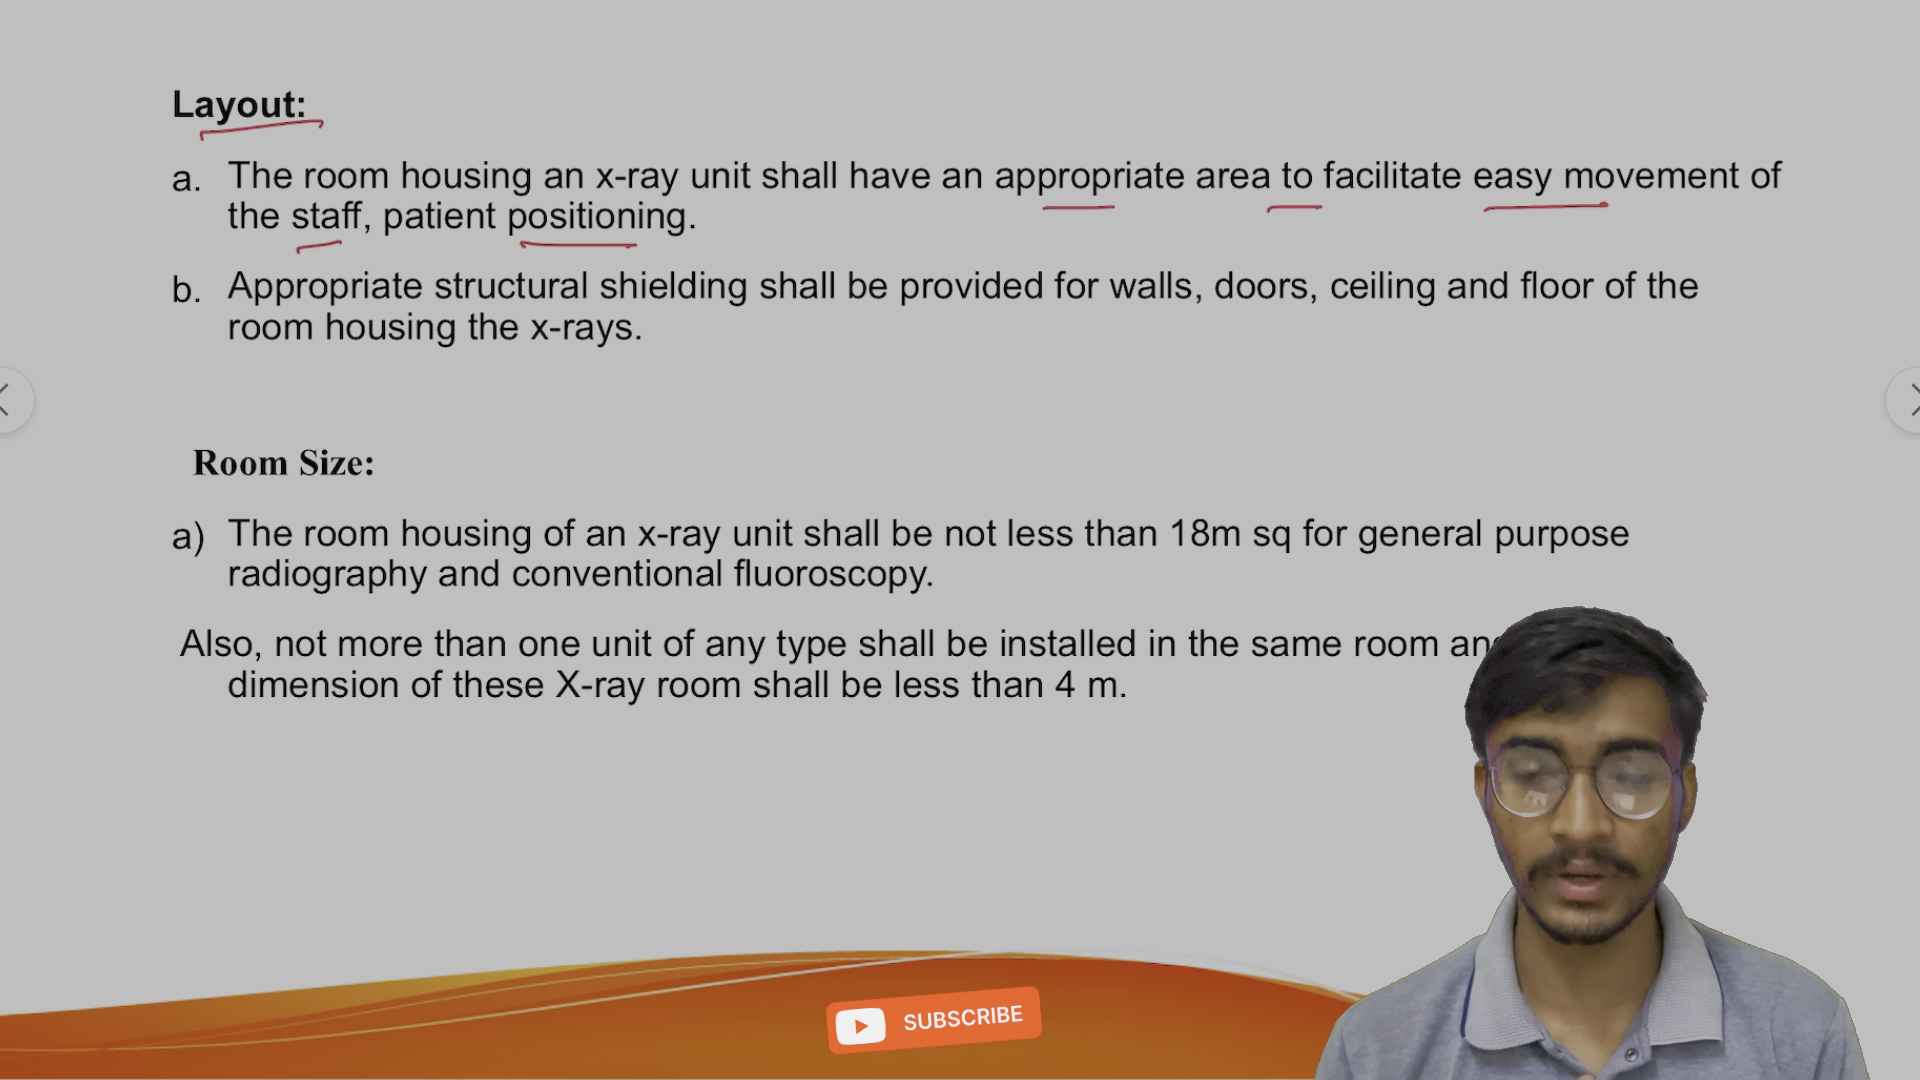 Layout:
a. The room housing an x-ray unit shall have an appropriate area to facilitate easy movement of
the staff, patient positioning.
b. Appropriate structural shielding shall be provided for walls, doors, ceiling and floor of the
room housing the x-rays.
Room Size:
a) The room housing of an x-ray unit shall be not less than 18m sq for general purpose
radiography and conventional fluoroscopy.
Also, not more than one unit of any type shall be installed in the same room
dimension of these X-ray room shall be less than 4 m.
SUBSCRIBE